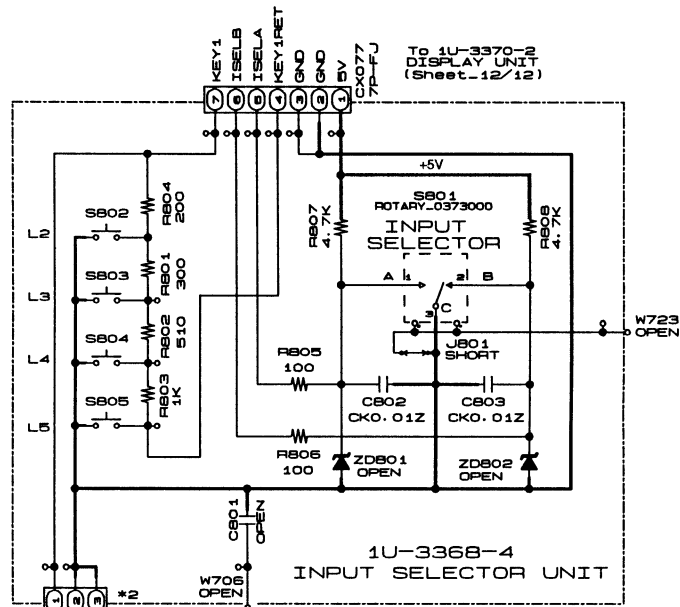 KEY1
ISELB
ISELA
KEY1RET
GND
GND
5V
CX077
7P-FJ
To 1U-3370-2
DISPLAY UNIT
(Sheet_12/12)
7
6
5
4
3
2
1
+5V
S801
ROTARY_0373000
INPUT
SELECTOR
R804
200
R807
4.7K
R808
4.7K
L2
S802
R801
300
L3
S803
R802
510
L4
S804
R803
1K
L5
S805
A
1
2
B
C
3
W723
OPEN
J801
SHORT
R805
100
C802
CK0.01Z
C803
CK0.01Z
R806
100
ZD801
OPEN
ZD802
OPEN
C801
OPEN
1U-3368-4
INPUT SELECTOR UNIT
W706
OPEN
1
2
3
*2